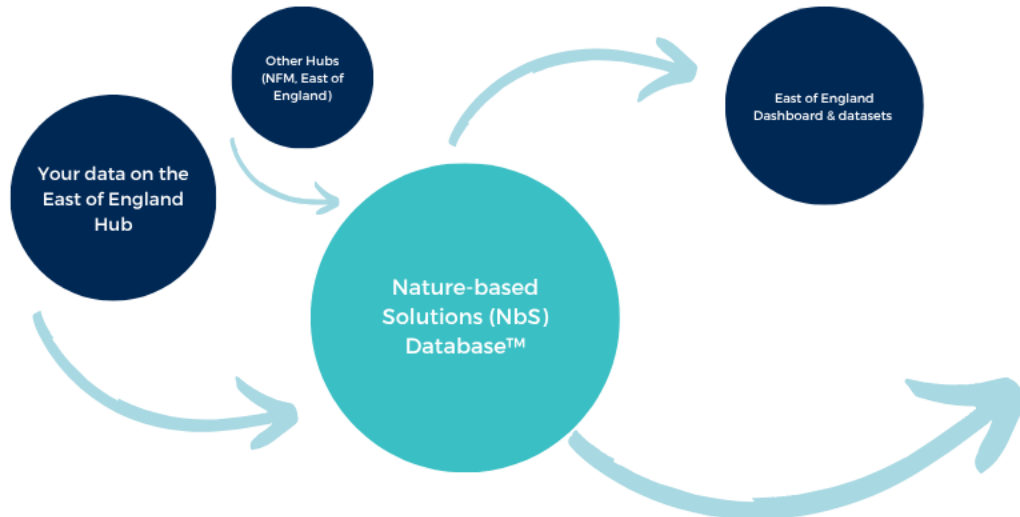 Other Hubs
(NFM, East of
England)
East of England
Dashboard & datasets
Your data on the
East of England
Hub
Nature-based
Solutions (NbS)
Database™